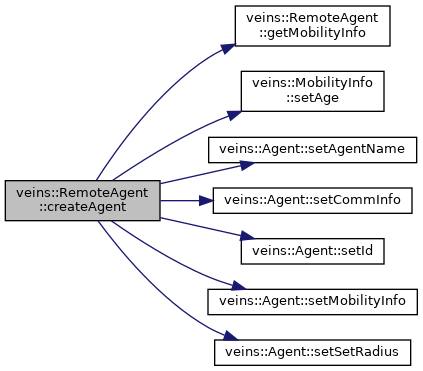 veins::RemoteAgent
::getMobilityInfo
veins::MobilityInfo
::setAge
veins::Agent::setAgentName
veins::RemoteAgent
::createAgent
veins::Agent::setCommInfo
veins::Agent::setId
veins::Agent::setMobilityInfo
veins::Agent::setSetRadius